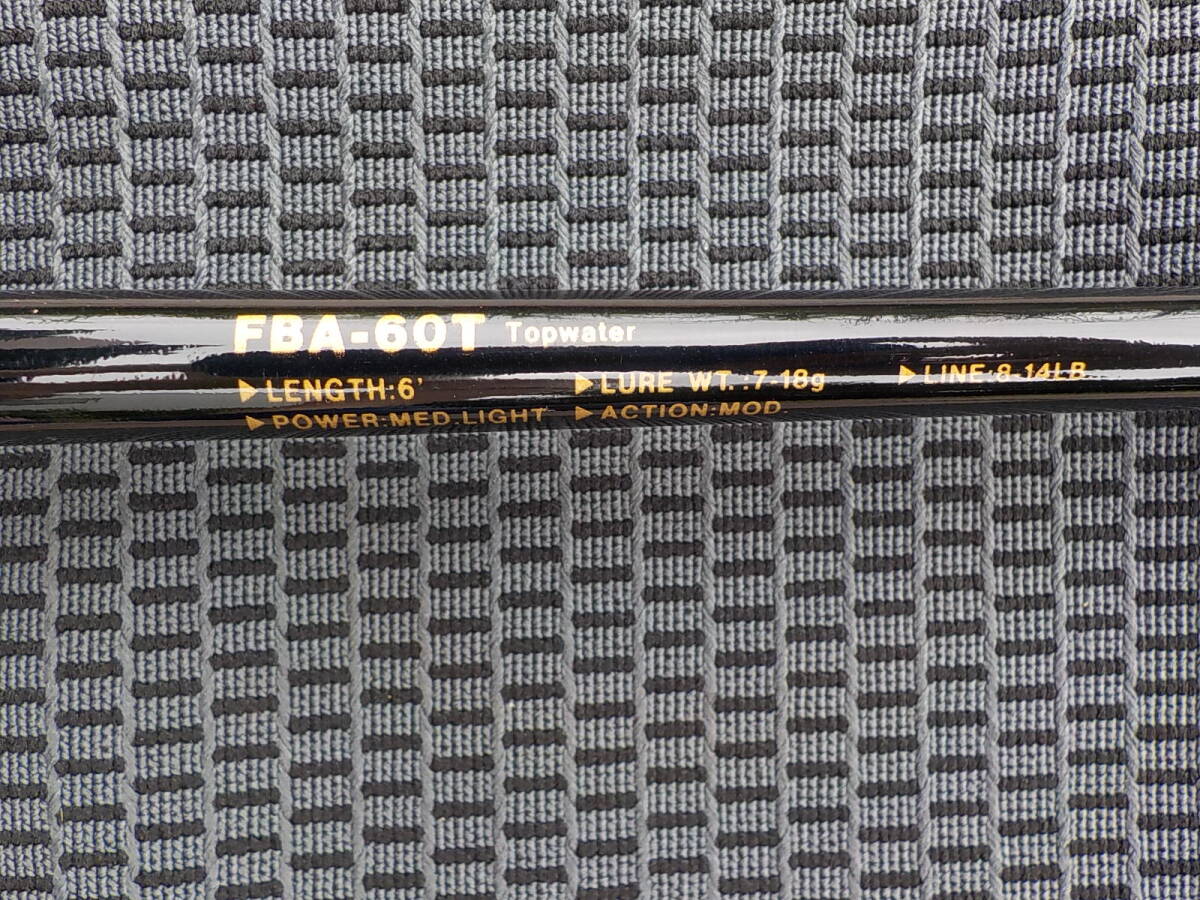 FBA-60T Topwater
▶LENGTH:6' ▶LURE WT.:7-18g ▶LINE:8-14LB
▶POWER:MED.LIGHT ▶ACTION:MOD.